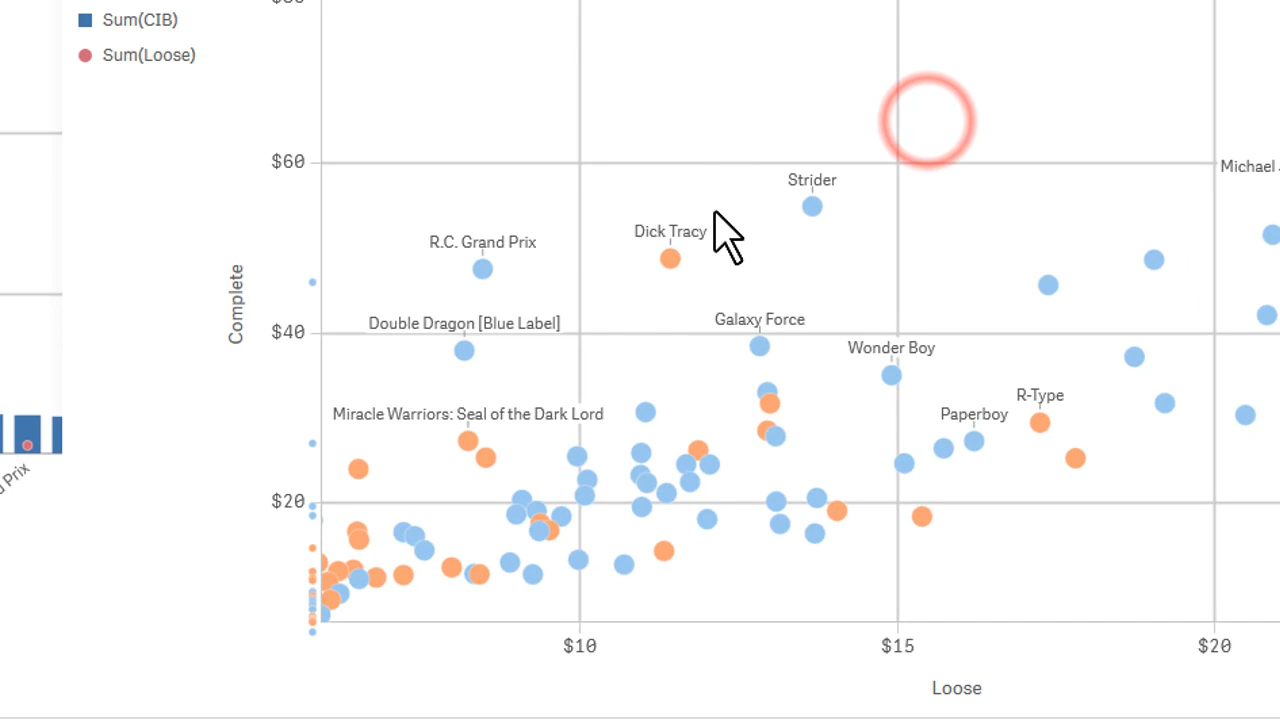 Sum(CIB)
Sum(Loose)
$60
Michael
Strider
Dick Tracy
R.C. Grand Prix
Complete
Double Dragon [Blue Label]
Galaxy Force
$40
Wonder Boy
R-Type
Miracle Warriors: Seal of the Dark Lord
Paperboy
Prix
$20
$10
$15
$20
Loose